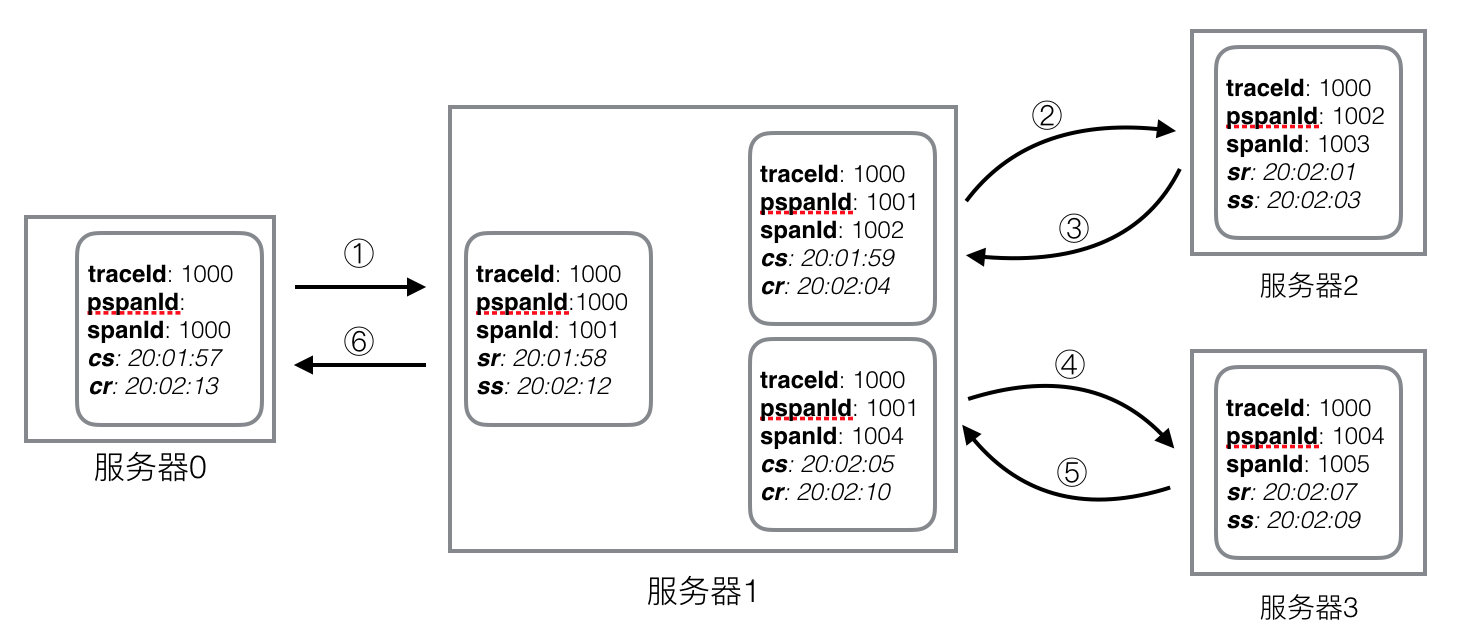 traceId: 1000
pspanId:
spanId: 1000
cs: 20:01:57
cr: 20:02:13
服务器0
①
⑥
traceId: 1000
pspanId:1000
spanId: 1001
sr: 20:01:58
ss: 20:02:12
traceId: 1000
pspanId: 1001
spanId: 1002
cs: 20:01:59
cr: 20:02:04
traceId: 1000
pspanId: 1001
spanId: 1004
cs: 20:02:05
cr: 20:02:10
服务器1
②
③
traceId: 1000
pspanId: 1002
spanId: 1003
sr: 20:02:01
ss: 20:02:03
服务器2
④
⑤
traceId: 1000
pspanId: 1004
spanId: 1005
sr: 20:02:07
ss: 20:02:09
服务器3